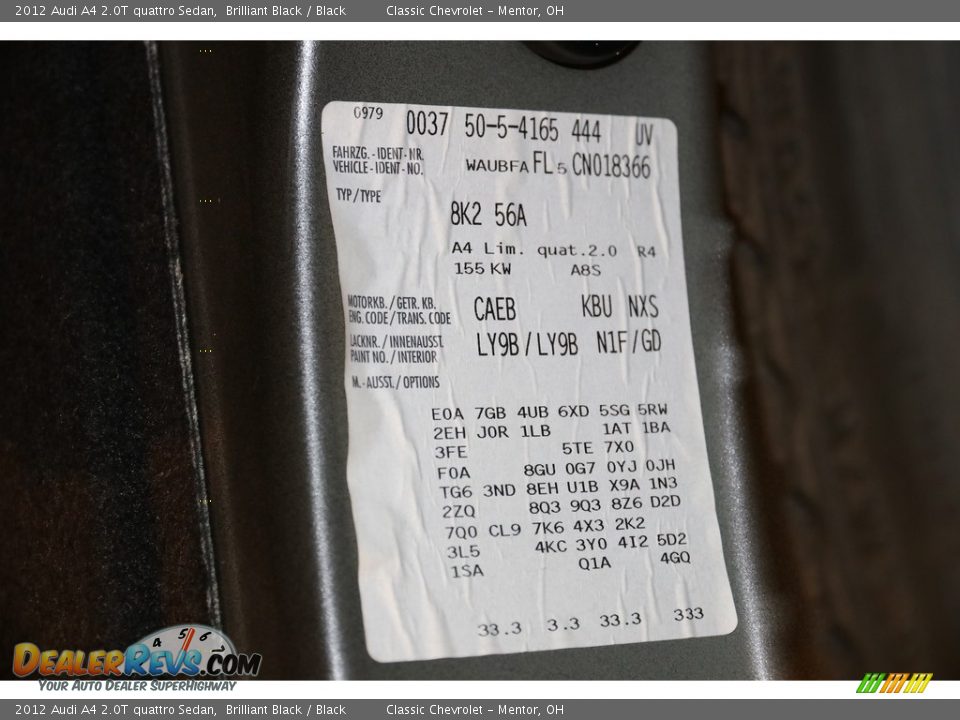 2012 Audi A4 2.0T quattro Sedan, Brilliant Black / Black Classic Chevrolet - Mentor, OH
0979 0037 50-5-4165 444 UV
FAHRZG.-IDENT-NR.
VEHICLE-IDENT-NO. WAUBFAFL5CN018366
TYP/TYPE
8K2 56A
A4 Lim. quat.2.0 R4
155 KW A8S
MOTORKB./GETR. KB.
ENG. CODE/TRANS. CODE CAEB KBU NXS
LACKNR./INNENAUSST.
PAINT NO./INTERIOR LY9B/LY9B N1F/GD
M.-AUSST./OPTIONS
E0A 7GB 4UB 6XD 5SG 5RW
2EH J0R 1LB 1AT 1BA
3FE 5TE 7X0
F0A 8GU 0G7 0YJ 0JH
TG6 3ND 8EH U1B X9A 1N3
2ZQ 8Q3 9Q3 8Z6 D2D
7Q0 CL9 7K6 4X3 2K2
3L5 4KC 3Y0 412 5D2
1SA Q1A 4GQ
33.3 3.3 33.3 333
4 5 6
DEALERREVS.COM
YOUR AUTO DEALER SUPERHIGHWAY
2012 Audi A4 2.0T quattro Sedan, Brilliant Black / Black Classic Chevrolet - Mentor, OH